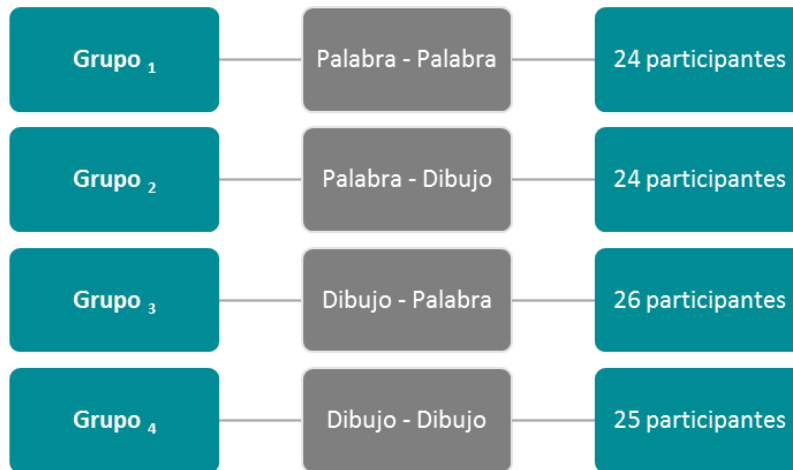 Grupo 1
Palabra - Palabra
24 participantes
Grupo 2
Palabra - Dibujo
24 participantes
Grupo 3
Dibujo - Palabra
26 participantes
Grupo 4
Dibujo - Dibujo
25 participantes